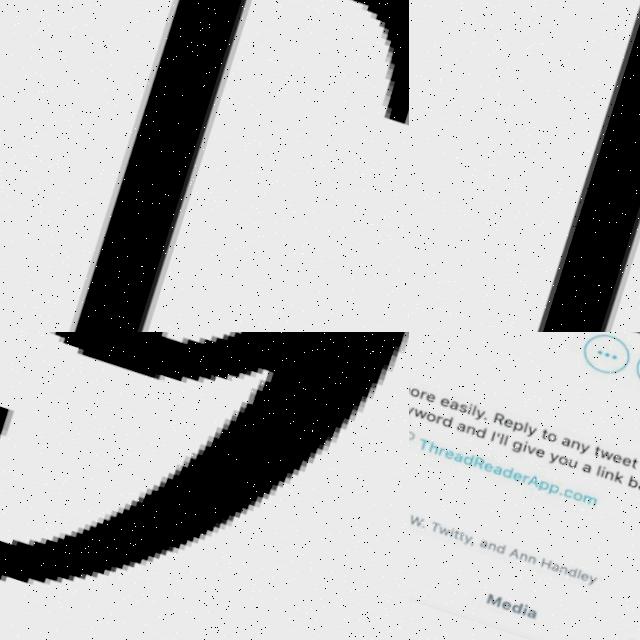 ore easily. Reply to any tweet
yword and I'll give you a link b
? ThreadReaderApp.com
W. Twitty, and Ann Handley
Media